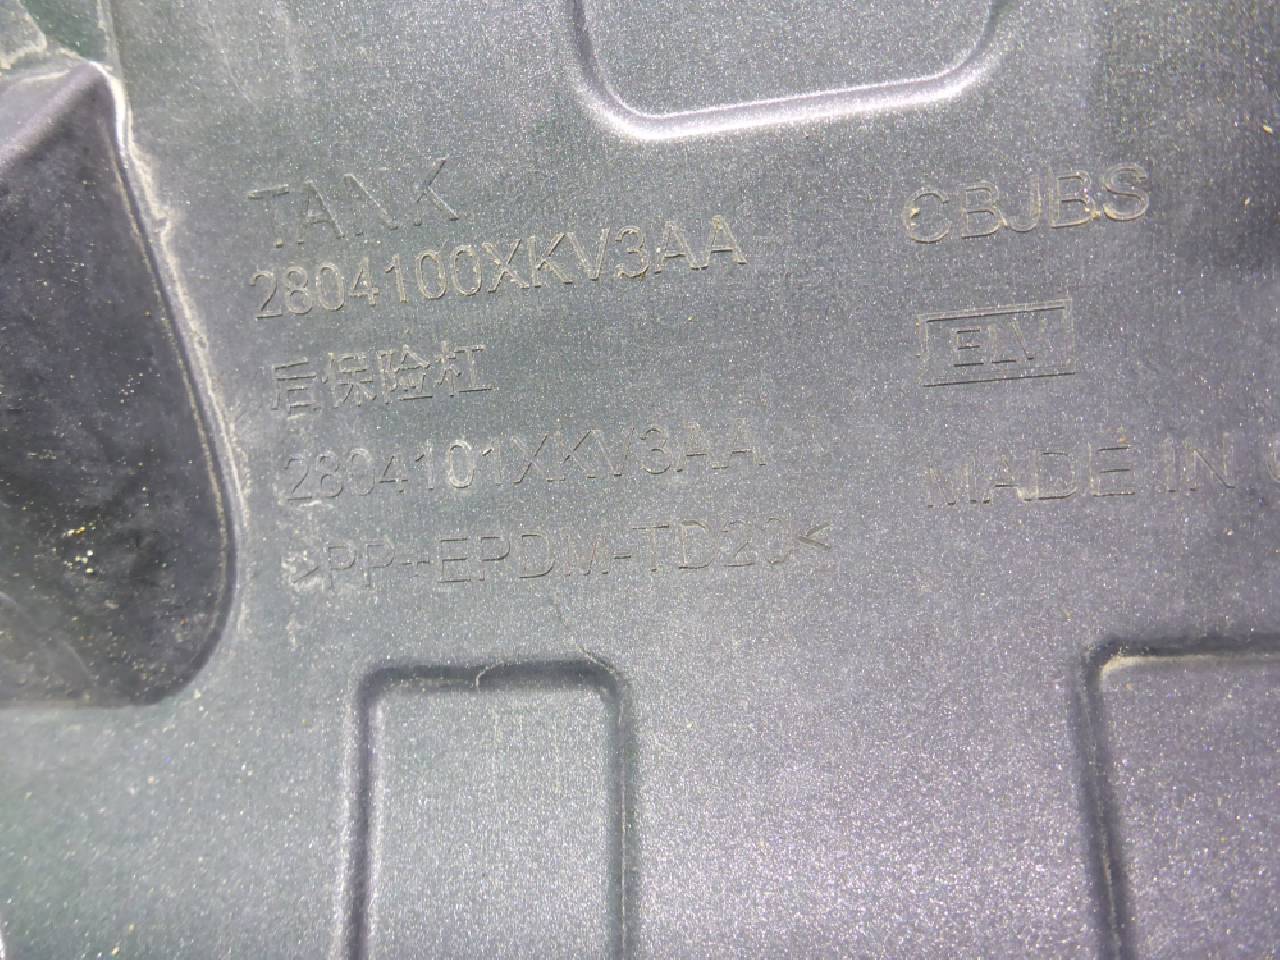 TANK
2804100XKV3AA
后保险杠
2804101XKV3AA
>PP+EPDM-TD20<
CBJBS
ELV
MADE IN